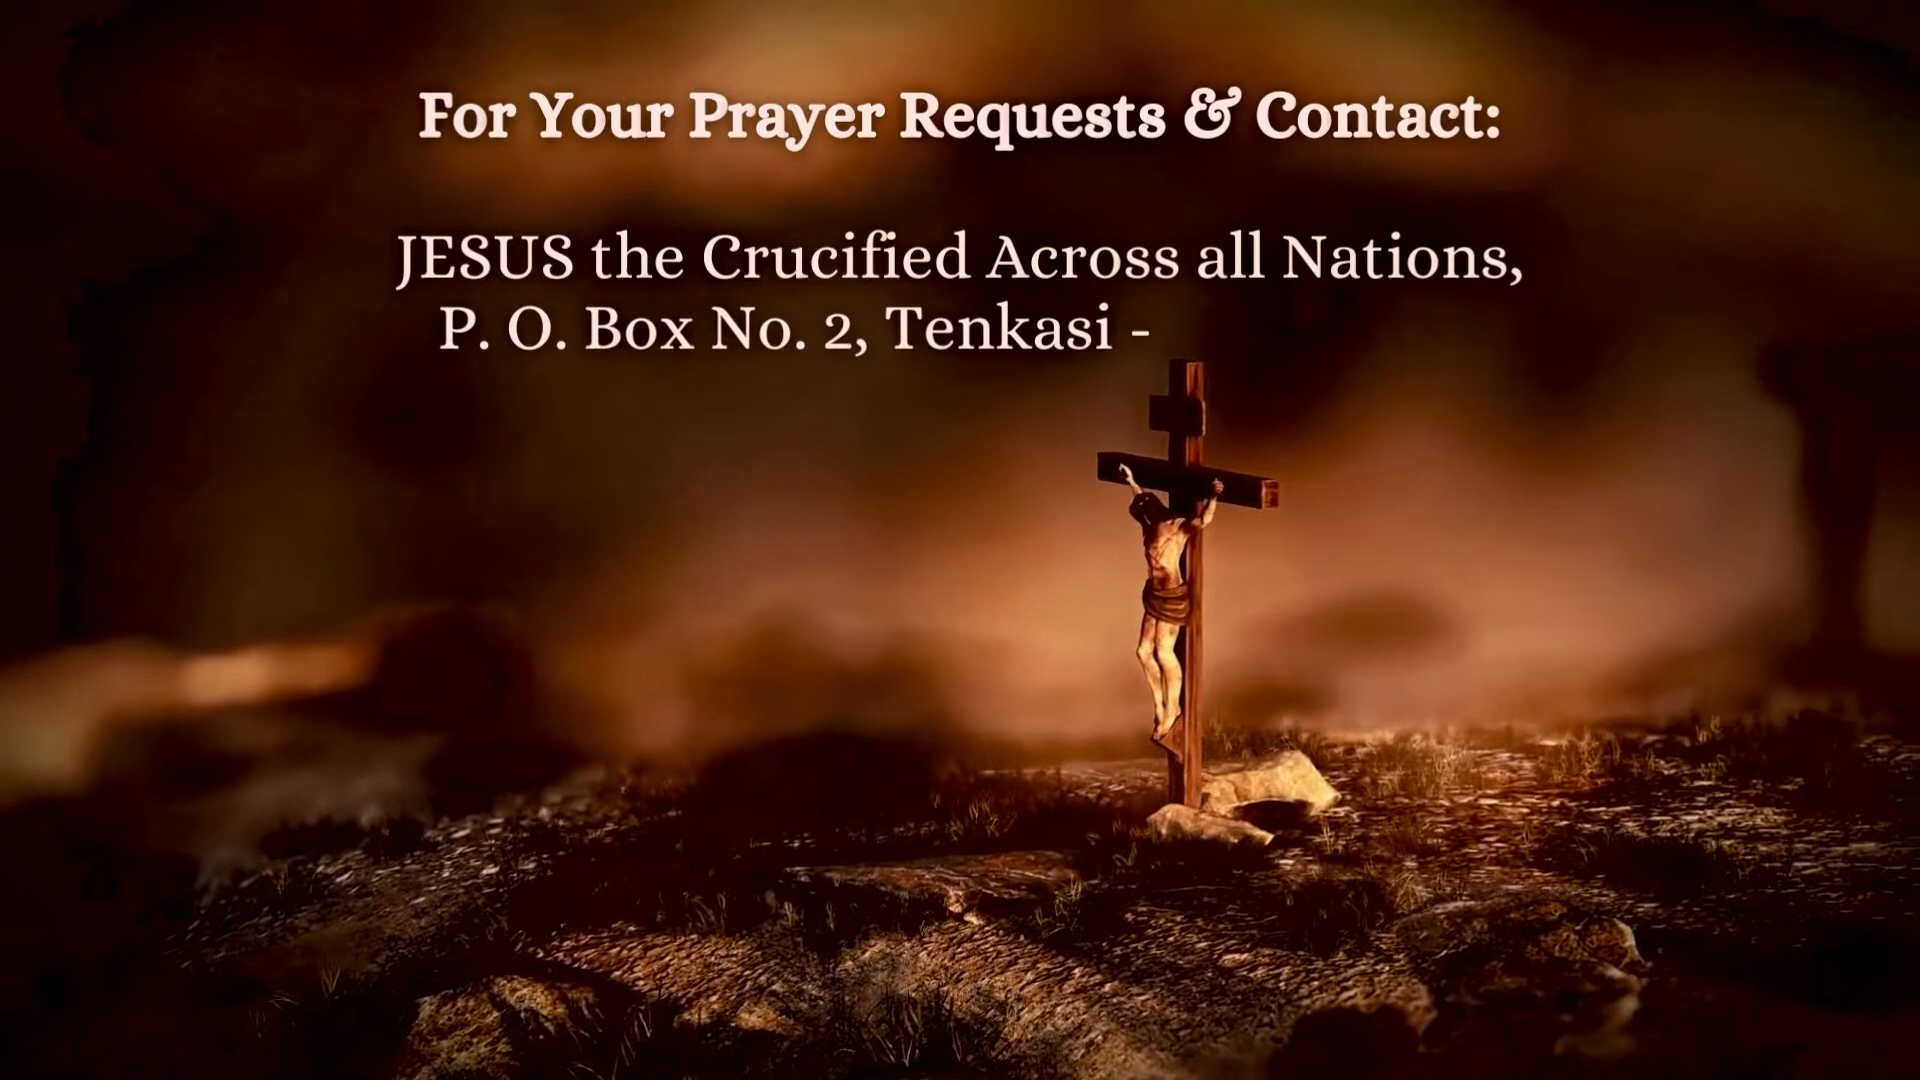 For Your Prayer Requests & Contact:
JESUS the Crucified Across all Nations,
P. O. Box No. 2, Tenkasi -